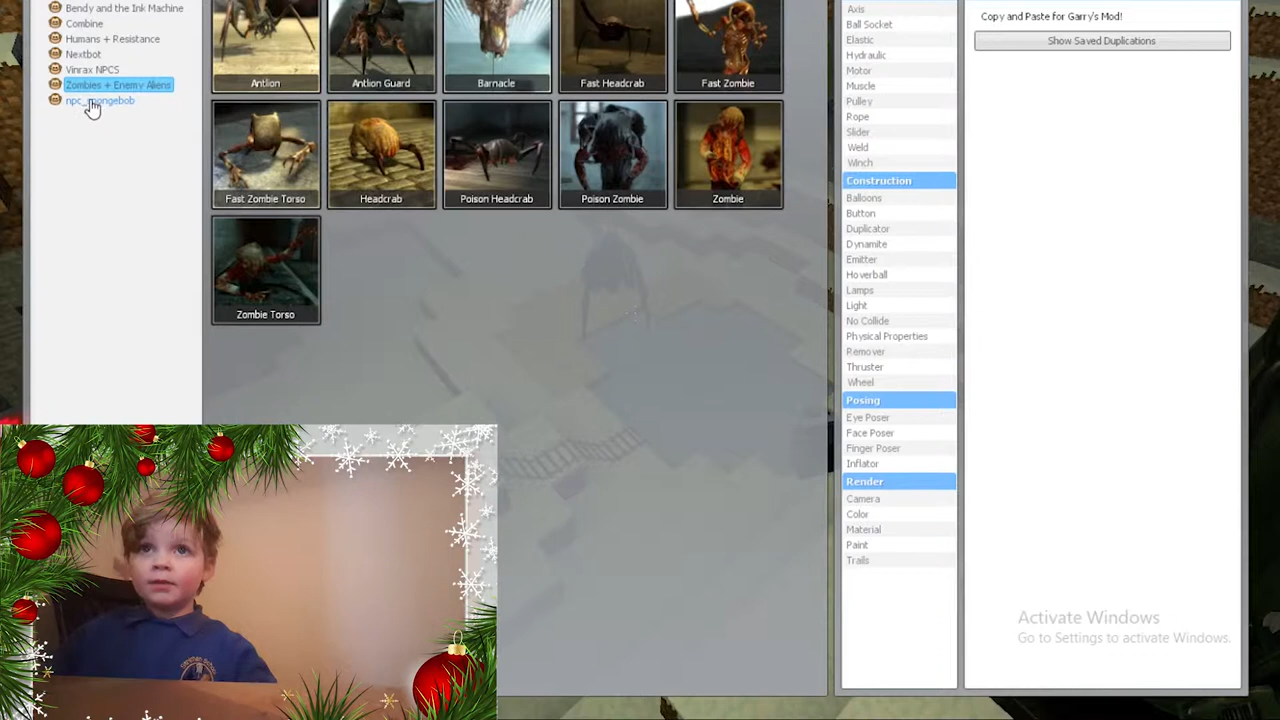 Bendy and the Ink Machine
Combine
Humans + Resistance
Nextbot
Vinrax NPCS
Zombies + Enemy Aliens
Antlion
Antlion Guard
Barnacle
Fast Headcrab
Fast Zombie
Fast Zombie Torso
Headcrab
Poison Headcrab
Poison Zombie
Zombie
Zombie Torso
Axis
Ball Socket
Elastic
Hydraulic
Motor
Muscle
Pulley
Rope
Slider
Weld
Winch
Construction
Balloons
Button
Duplicator
Dynamite
Emitter
Hoverball
Lamps
Light
No Collide
Physical Properties
Remover
Thruster
Wheel
Posing
Eye Poser
Face Poser
Finger Poser
Inflator
Render
Camera
Color
Material
Paint
Trails
Copy and Paste for Garry's Mod!
Show Saved Duplications
Activate Windows
Go to Settings to activate Windows.